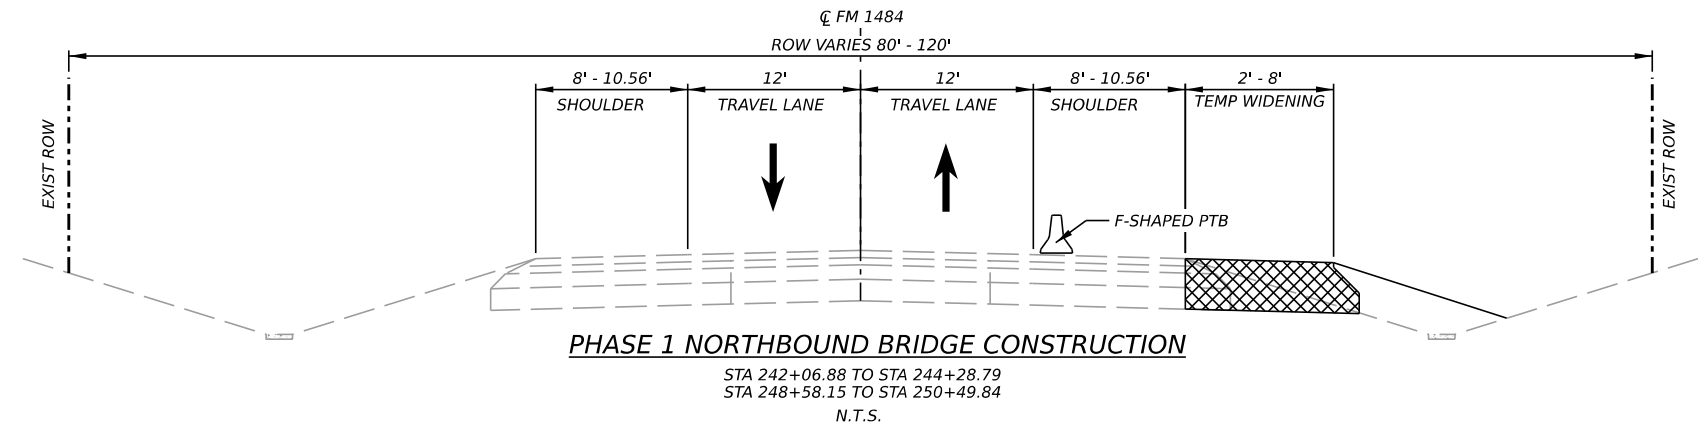 ℄ FM 1484
ROW VARIES 80' - 120'
8' - 10.56' 12' 12' 8' - 10.56' 2' - 8'
SHOULDER TRAVEL LANE TRAVEL LANE SHOULDER TEMP WIDENING
EXIST ROW
EXIST ROW
F-SHAPED PTB
PHASE 1 NORTHBOUND BRIDGE CONSTRUCTION
STA 242+06.88 TO STA 244+28.79
STA 248+58.15 TO STA 250+49.84
N.T.S.